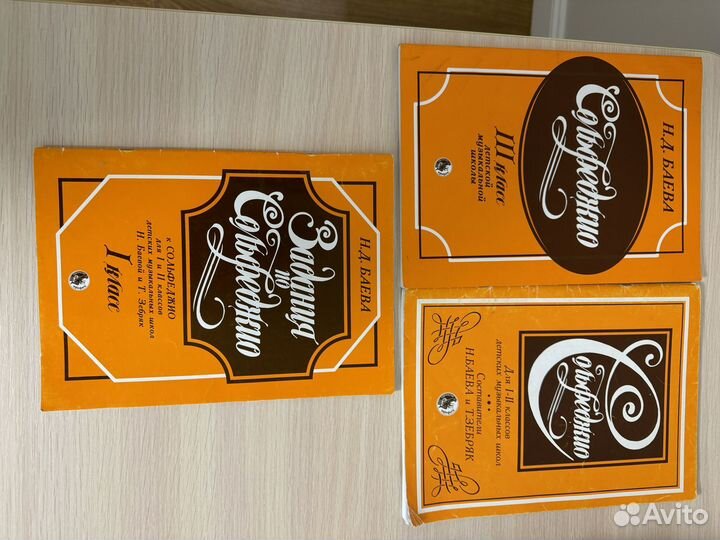 Н.Д. БАЕВА
Задания
по
Сольфеджио
к СОЛЬФЕДЖИО
для I и II классов
детских музыкальных школ
Н. Баевой и Т. Зебряк
I класс
Н.Д. БАЕВА
Сольфеджио
III класс
детской
музыкальной
школы
Сольфеджио
Для I-II классов
детских музыкальных школ
Составители
Н.БАЕВА и Т.ЗЕБРЯК
Avito